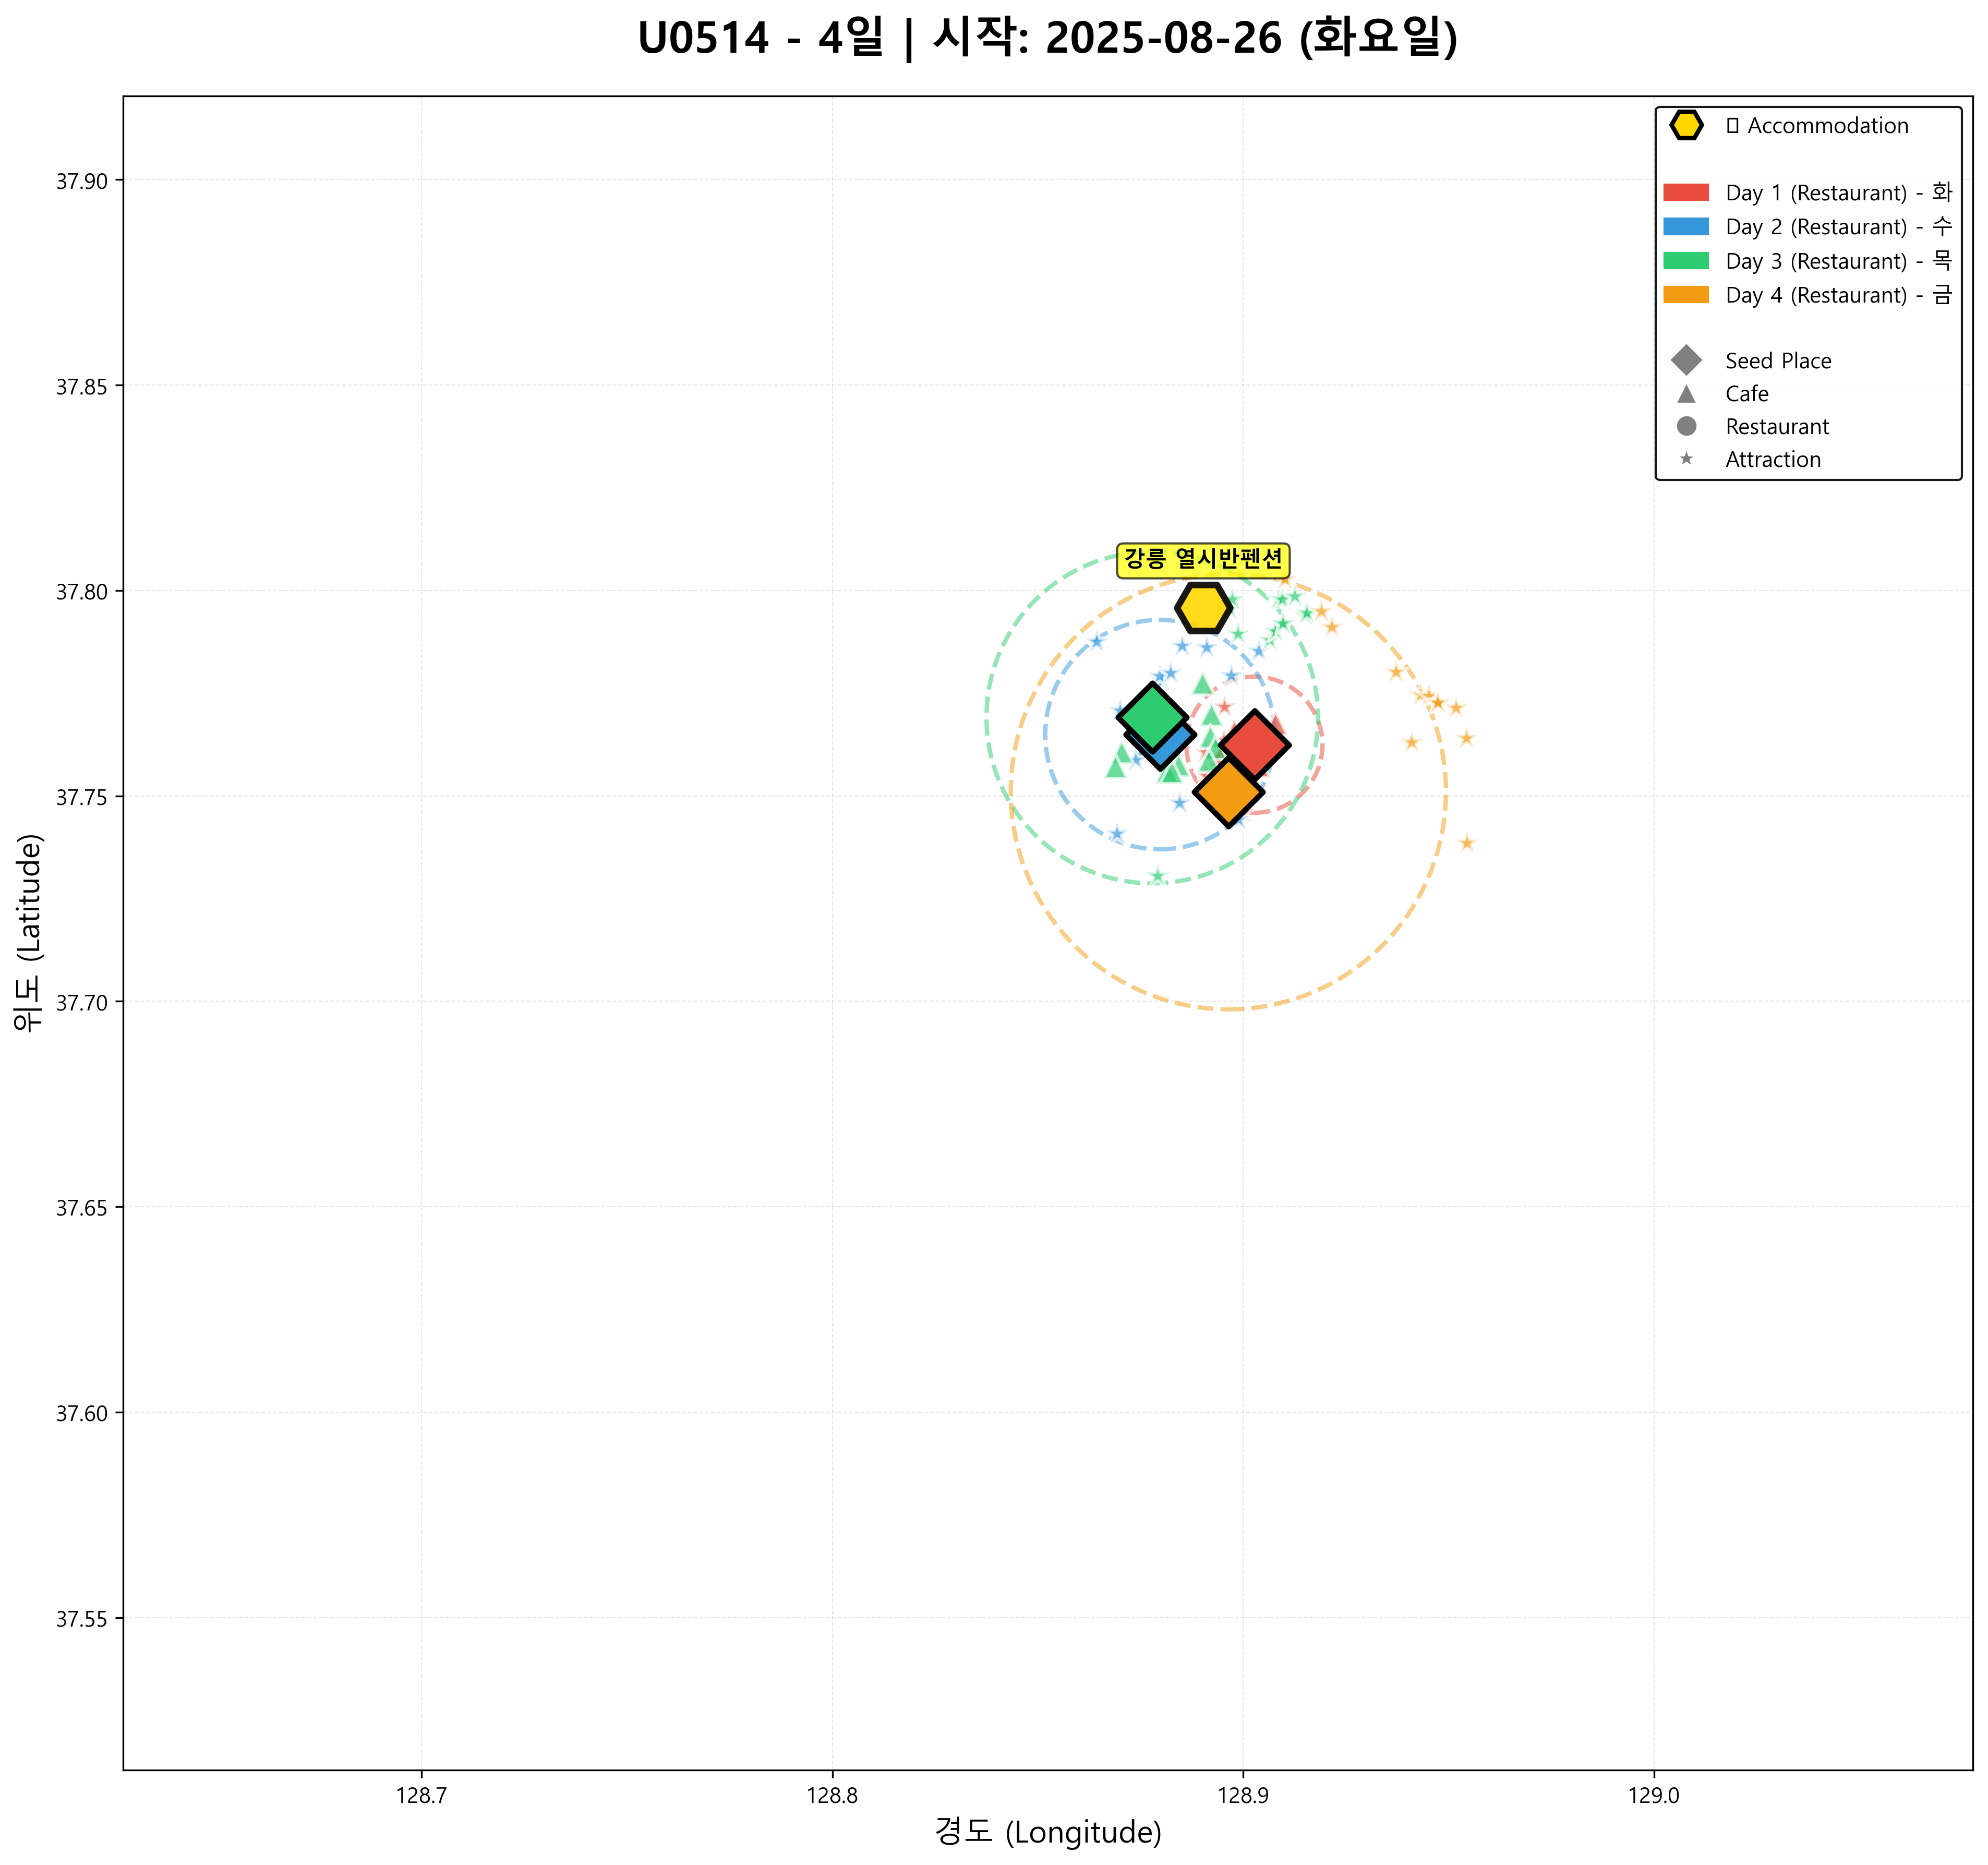 U0514 - 4일 | 시작: 2025-08-26 (화요일)
Accommodation
Day 1 (Restaurant) - 화
Day 2 (Restaurant) - 수
Day 3 (Restaurant) - 목
Day 4 (Restaurant) - 금
Seed Place
Cafe
Restaurant
Attraction
강릉 열시반펜션
37.90
37.85
37.80
37.75
37.70
37.65
37.60
37.55
위도 (Latitude)
128.7
128.8
128.9
129.0
경도 (Longitude)